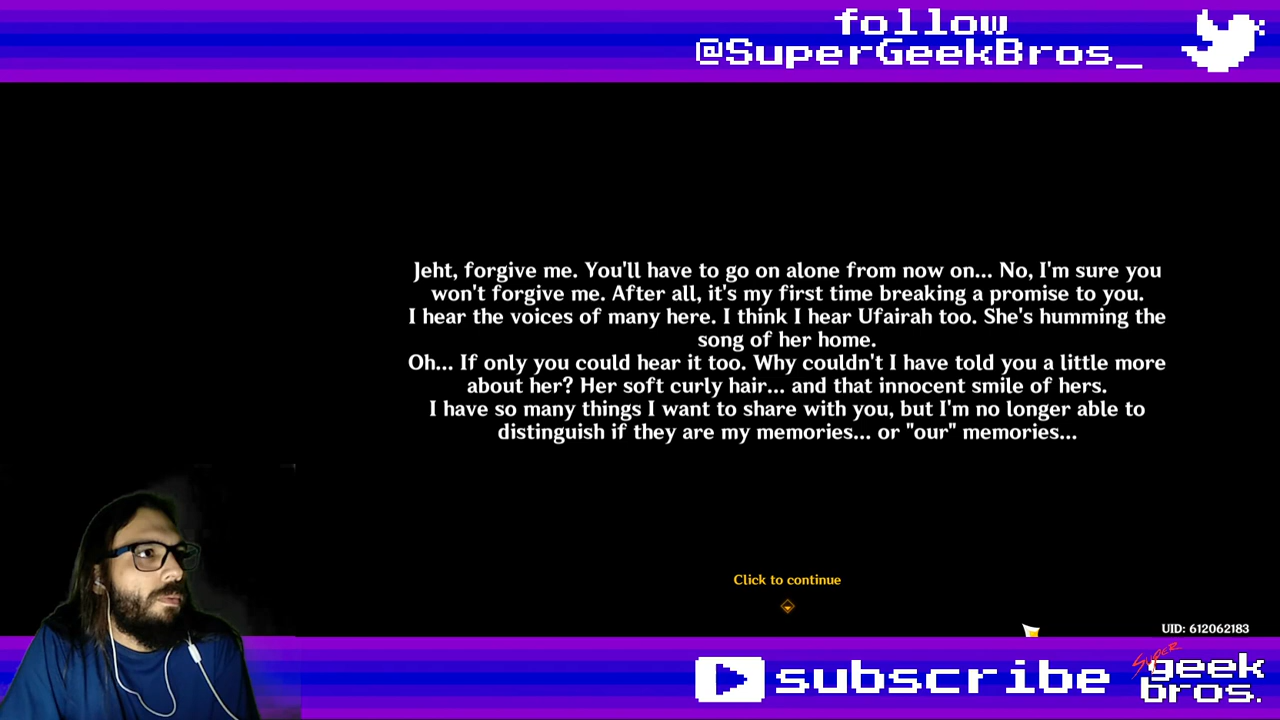 follow
@SuperGeekBros_
Jeht, forgive me. You'll have to go on alone from now on... No, I'm sure you
won't forgive me. After all, it's my first time breaking a promise to you.
I hear the voices of many here. I think I hear Ufairah too. She's humming the
song of her home.
Oh... If only you could hear it too. Why couldn't I have told you a little more
about her? Her soft curly hair... and that innocent smile of hers.
I have so many things I want to share with you, but I'm no longer able to
distinguish if they are my memories... or "our" memories...
Click to continue
UID: 612062183
subscribe
SUPER
geek
bros.